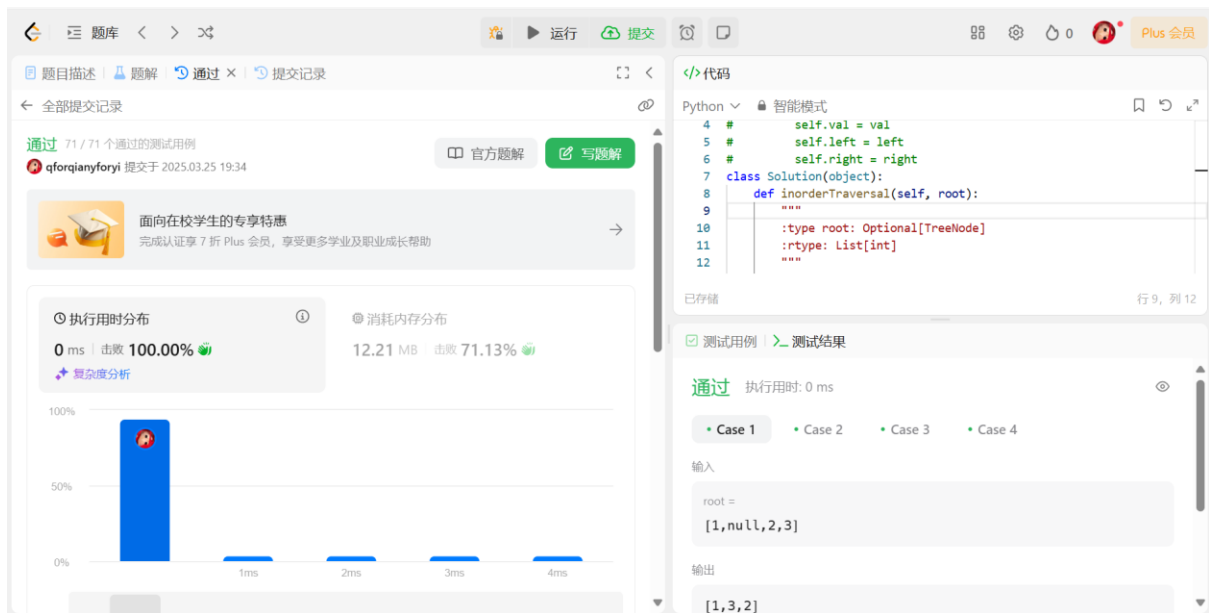 题库
运行
提交
0
Plus 会员
题目描述
题解
通过
提交记录
全部提交记录
通过 71 / 71 个通过的测试用例
官方题解
写题解
qforqianyforyi 提交于 2025.03.25 19:34
面向在校学生的专享特惠
完成认证享 7 折 Plus 会员，享受更多学业及职业成长帮助
执行用时分布
0 ms 击败 100.00%
复杂度分析
消耗内存分布
12.21 MB 击败 71.13%
100%
50%
0%
1ms
2ms
3ms
4ms
</>代码
Python
智能模式
4 # self.val = val
5 # self.left = left
6 # self.right = right
7 class Solution(object):
8 def inorderTraversal(self, root):
9 """
10 :type root: Optional[TreeNode]
11 :rtype: List[int]
12 """
已存储
行 9，列 12
测试用例
>_ 测试结果
通过 执行用时: 0 ms
• Case 1 • Case 2 • Case 3 • Case 4
输入
root =
[1,null,2,3]
输出
[1,3,2]